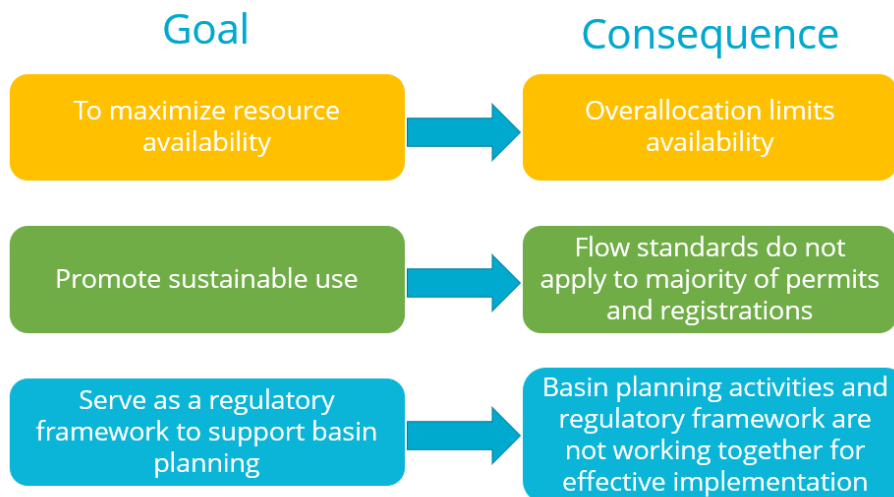 Goal
Consequence
To maximize resource
availability
Overallocation limits
availability
Promote sustainable use
Flow standards do not
apply to majority of permits
and registrations
Serve as a regulatory
framework to support basin
planning
Basin planning activities and
regulatory framework are
not working together for
effective implementation